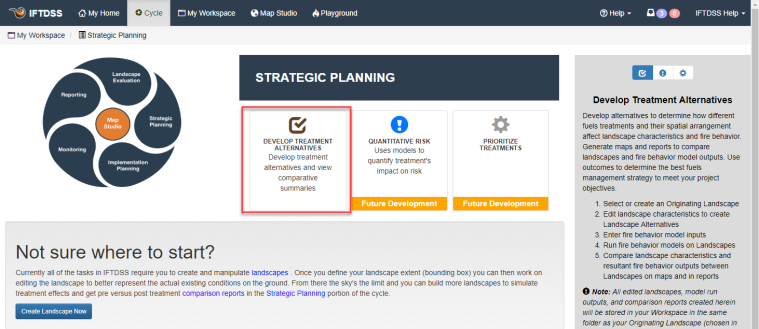 IFTDSS My Home Cycle My Workspace Map Studio Playground Help 3 0 IFTDSS Help
My Workspace / Strategic Planning
Landscape
Evaluation
Reporting
Map
Studio
Strategic
Planning
Monitoring
Implementation
Planning
STRATEGIC PLANNING
DEVELOP TREATMENT
ALTERNATIVES
Develop treatment
alternatives and view
comparative
summaries
QUANTITATIVE RISK
Uses models to
quantify treatment's
impact on risk
Future Development
PRIORITIZE
TREATMENTS
Future Development
Not sure where to start?
Currently all of the tasks in IFTDSS require you to create and manipulate landscapes . Once you define your landscape extent (bounding box) you can then work on
editing the landscape to better represent the actual existing conditions on the ground. From there the sky's the limit and you can build more landscapes to simulate
treatment effects and get pre versus post treatment comparison reports in the Strategic Planning portion of the cycle.
Create Landscape Now
Develop Treatment Alternatives
Develop alternatives to determine how different
fuels treatments and their spatial arrangement
affect landscape characteristics and fire behavior.
Generate maps and reports to compare
landscapes and fire behavior model outputs. Use
outcomes to determine the best fuels
management strategy to meet your project
objectives.
1. Select or create an Originating Landscape
2. Edit landscape characteristics to create
Landscape Alternatives
3. Enter fire behavior model inputs
4. Run fire behavior models on Landscapes
5. Compare landscape characteristics and
resultant fire behavior outputs between
Landscapes on maps and in reports
Note: All edited landscapes, model run
outputs, and comparison reports created herein
will be stored in your Workspace in the same
folder as your Originating Landscape (chosen in